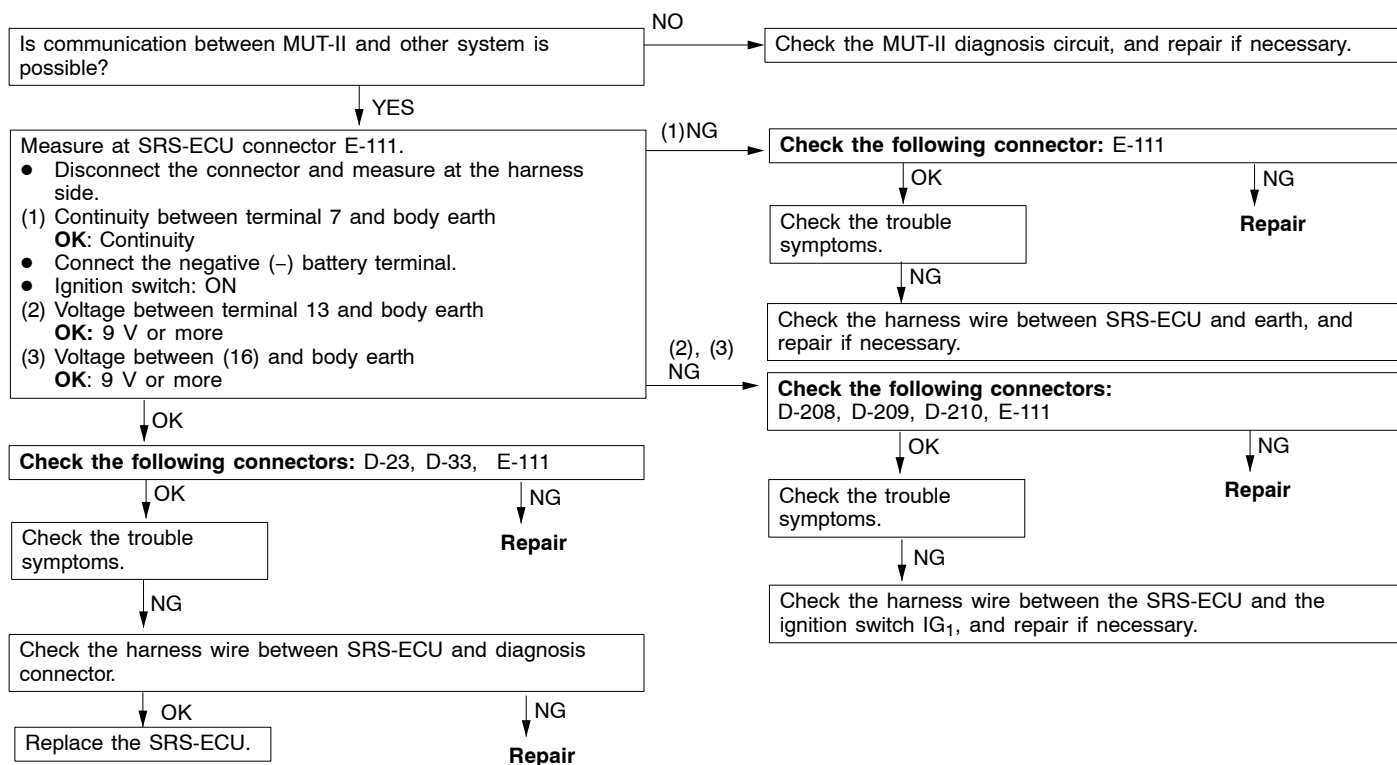 Is communication between MUT-II and other system is
possible?
NO
Check the MUT-II diagnosis circuit, and repair if necessary.
YES
Measure at SRS-ECU connector E-111.
● Disconnect the connector and measure at the harness
side.
(1) Continuity between terminal 7 and body earth
OK: Continuity
● Connect the negative (–) battery terminal.
● Ignition switch: ON
(2) Voltage between terminal 13 and body earth
OK: 9 V or more
(3) Voltage between (16) and body earth
OK: 9 V or more
(1)NG
Check the following connector: E-111
OK
NG
Check the trouble
symptoms.
Repair
NG
Check the harness wire between SRS-ECU and earth, and
repair if necessary.
(2), (3)
NG
Check the following connectors:
D-208, D-209, D-210, E-111
OK
NG
Check the trouble
symptoms.
Repair
NG
Check the harness wire between the SRS-ECU and the
ignition switch IG₁, and repair if necessary.
OK
Check the following connectors: D-23, D-33, E-111
OK
NG
Check the trouble
symptoms.
Repair
NG
Check the harness wire between SRS-ECU and diagnosis
connector.
OK
NG
Replace the SRS-ECU.
Repair